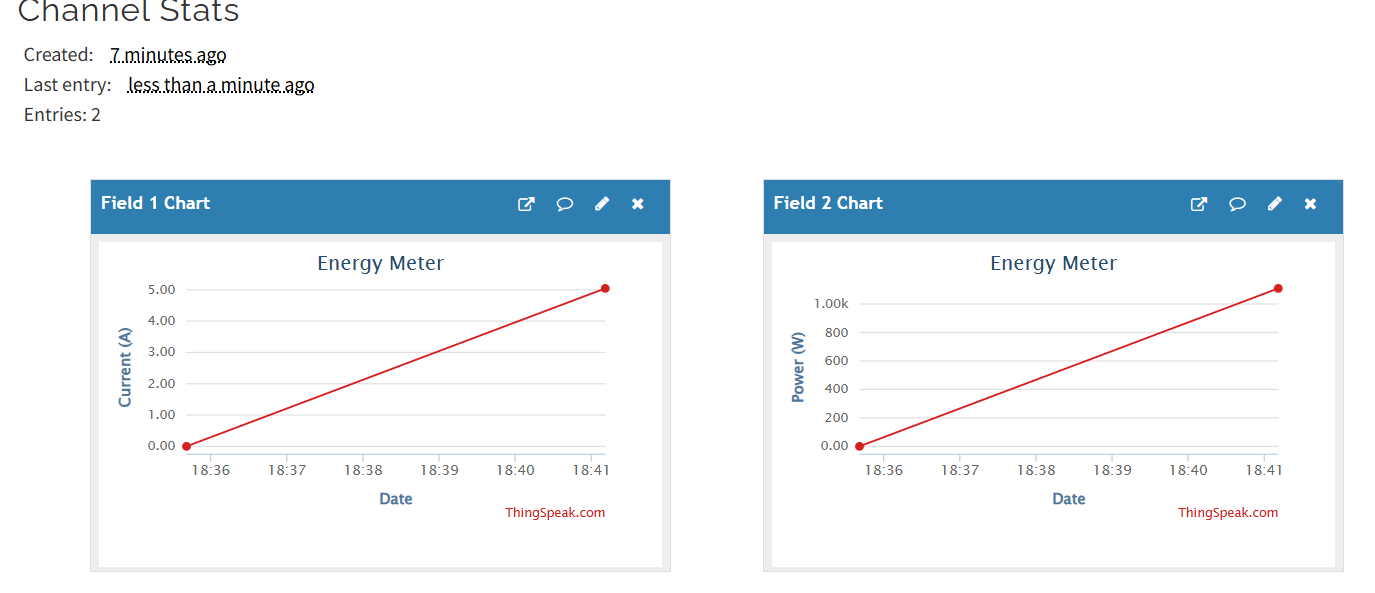 Channel Stats
Created: 7 minutes ago
Last entry: less than a minute ago
Entries: 2
Field 1 Chart
Energy Meter
Current (A)
5.00
4.00
3.00
2.00
1.00
0.00
18:36 18:37 18:38 18:39 18:40 18:41
Date
ThingSpeak.com
Field 2 Chart
Energy Meter
Power (W)
1.00k
800
600
400
200
0.00
18:36 18:37 18:38 18:39 18:40 18:41
Date
ThingSpeak.com